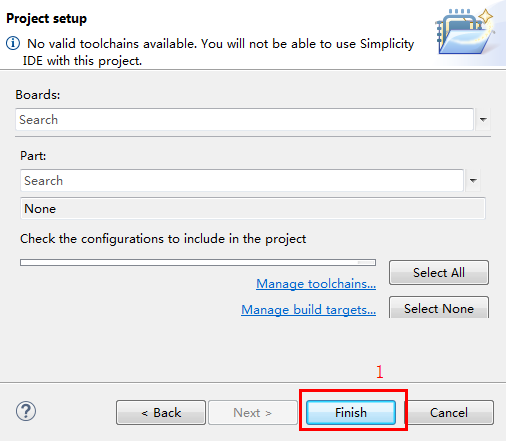 Project setup
No valid toolchains available. You will not be able to use Simplicity
IDE with this project.
Boards:
Search
Part:
Search
None
Check the configurations to include in the project
Select All
Manage toolchains...
Manage build targets...
Select None
1
?
< Back
Next >
Finish
Cancel